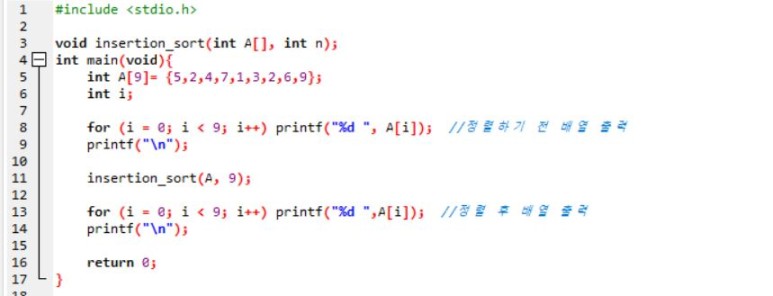 1 #include <stdio.h>
2
3 void insertion_sort(int A[], int n);
4 int main(void){
5 int A[9]= {5,2,4,7,1,3,2,6,9};
6 int i;
7
8 for (i = 0; i < 9; i++) printf("%d ", A[i]); //정렬하기 전 배열 출력
9 printf("\n");
10
11 insertion_sort(A, 9);
12
13 for (i = 0; i < 9; i++) printf("%d ",A[i]); //정렬 후 배열 출력
14 printf("\n");
15
16 return 0;
17 }
18